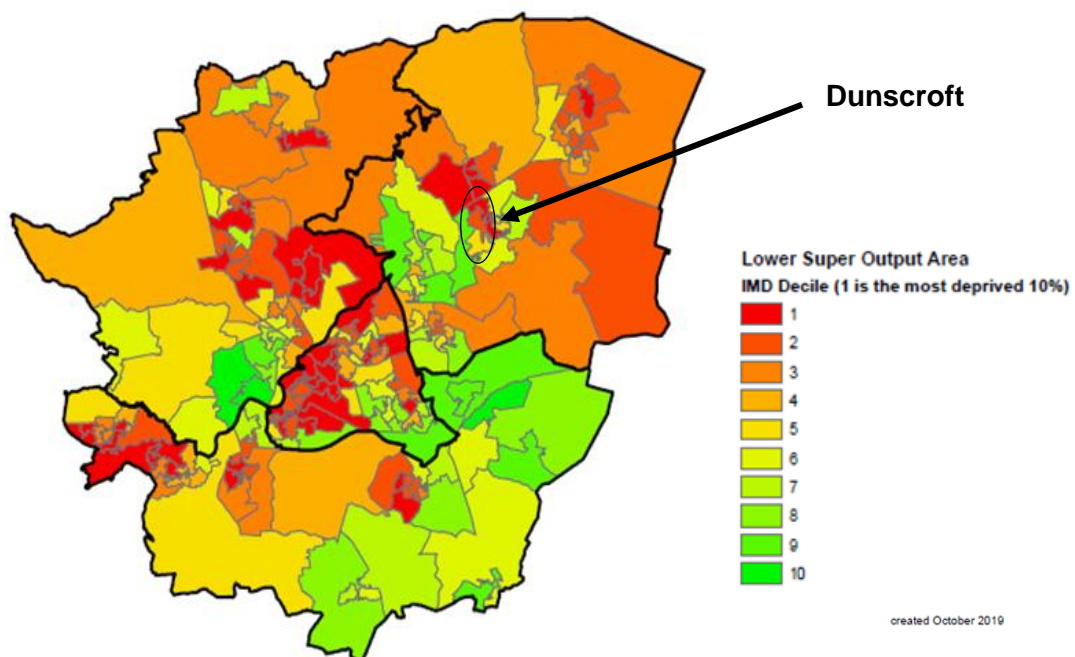 Dunscroft
Lower Super Output Area
IMD Decile (1 is the most deprived 10%)
1
2
3
4
5
6
7
8
9
10
created October 2019